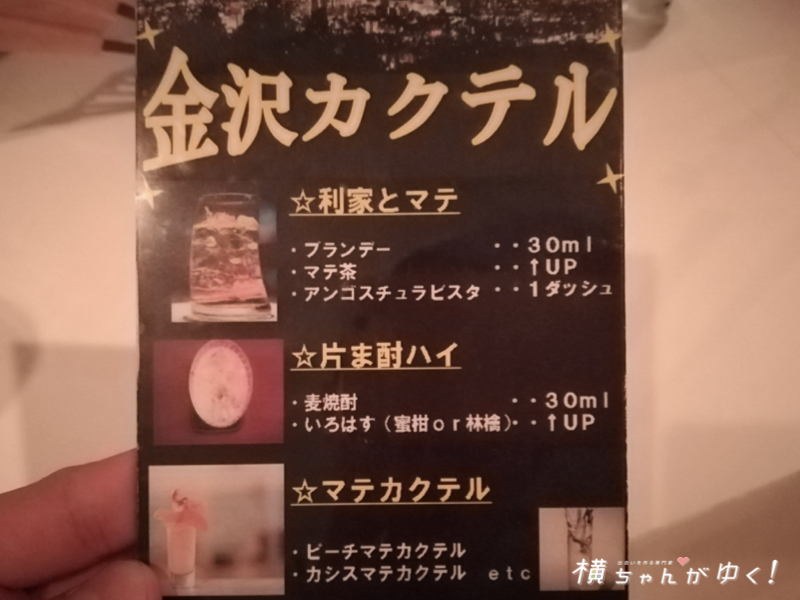 金沢カクテル
☆利家とマテ
・ブランデー ・・30ml
・マテ茶 ・・↑UP
・アンゴスチュラビスタ ・・1ダッシュ
☆片ま酎ハイ
・麦焼酎 ・・30ml
・いろはす(蜜柑or林檎)・・↑UP
☆マテカクテル
・ピーチマテカクテル
・カシスマテカクテル etc
横ちゃんがゆく!